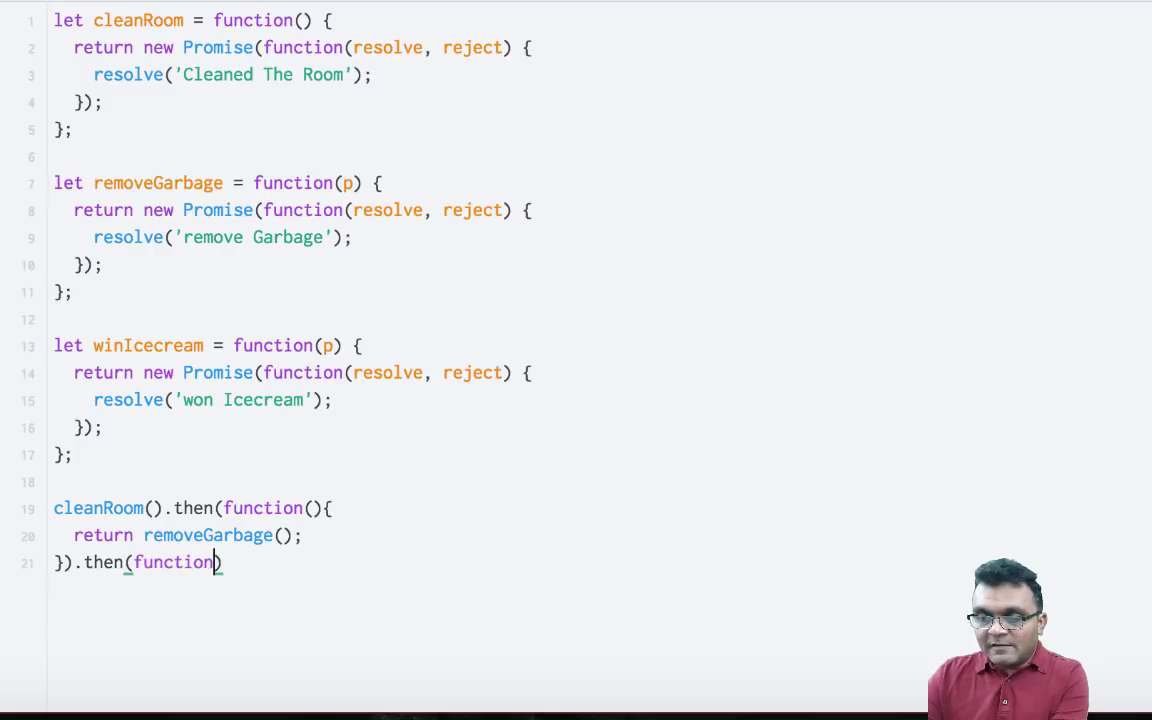 1 let cleanRoom = function() {
2 return new Promise(function(resolve, reject) {
3 resolve('Cleaned The Room');
4 });
5 };
6
7 let removeGarbage = function(p) {
8 return new Promise(function(resolve, reject) {
9 resolve('remove Garbage');
10 });
11 };
12
13 let winIcecream = function(p) {
14 return new Promise(function(resolve, reject) {
15 resolve('won Icecream');
16 });
17 };
18
19 cleanRoom().then(function(){
20 return removeGarbage();
21 }).then(function)